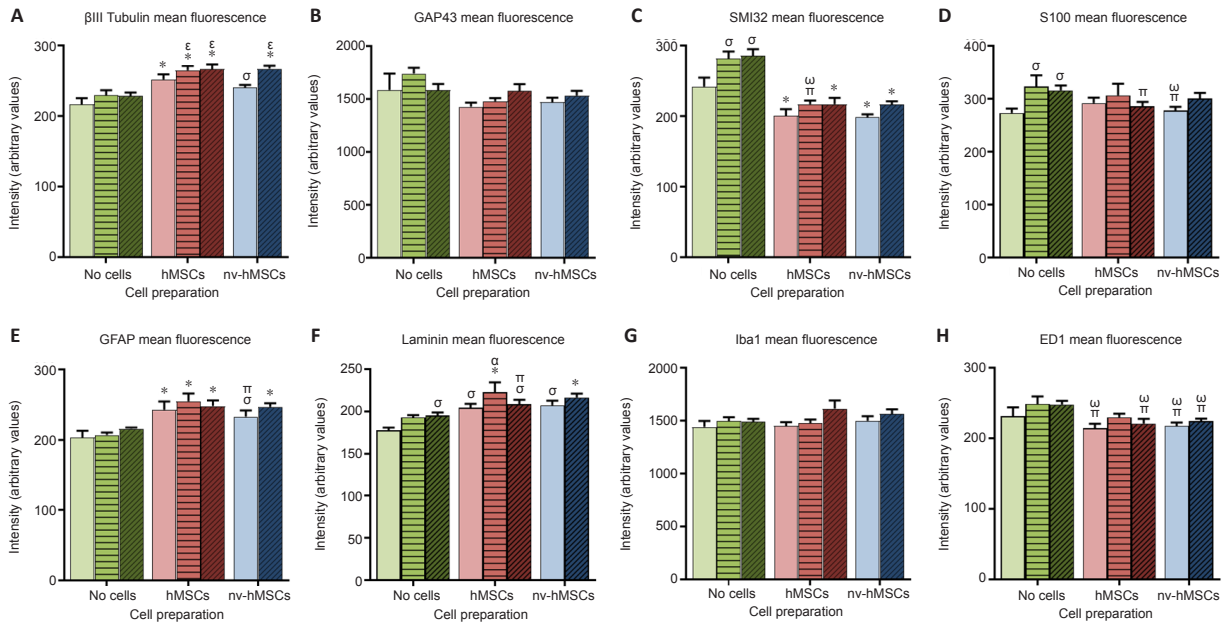 A
βIII Tubulin mean fluorescence
Intensity (arbitrary values)
300
200
100
0
*
ε
*
ε
*
σ
ε
*
No cells hMSCs nv-hMSCs
Cell preparation
B
GAP43 mean fluorescence
Intensity (arbitrary values)
2000
1500
1000
500
0
No cells hMSCs nv-hMSCs
Cell preparation
C
SMI32 mean fluorescence
Intensity (arbitrary values)
300
200
100
0
σ σ
*
ω
π
*
*
*
No cells hMSCs nv-hMSCs
Cell preparation
D
S100 mean fluorescence
Intensity (arbitrary values)
400
300
200
100
0
σ σ
π
ω
π
No cells hMSCs nv-hMSCs
Cell preparation
E
GFAP mean fluorescence
Intensity (arbitrary values)
300
200
100
0
* * *
π
σ
*
No cells hMSCs nv-hMSCs
Cell preparation
F
Laminin mean fluorescence
Intensity (arbitrary values)
250
200
150
100
50
0
σ
σ
α
*
π
σ
σ
*
No cells hMSCs nv-hMSCs
Cell preparation
G
Iba1 mean fluorescence
Intensity (arbitrary values)
2000
1500
1000
500
0
No cells hMSCs nv-hMSCs
Cell preparation
H
ED1 mean fluorescence
Intensity (arbitrary values)
300
200
100
0
ω
π
ω
π
ω
π
ω
π
No cells hMSCs nv-hMSCs
Cell preparation